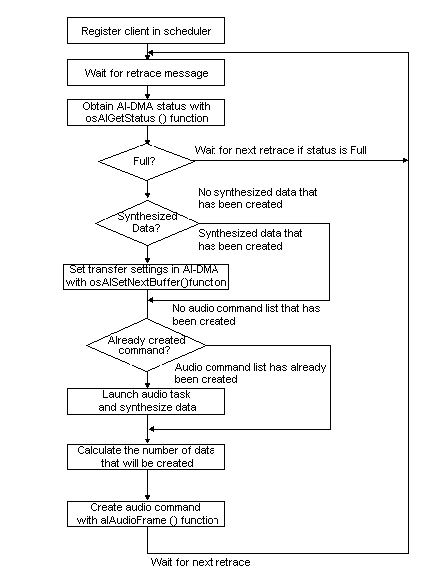 Register client in scheduler
Wait for retrace message
Obtain AI-DMA status with
osAIGetStatus () function
Full?
Wait for next retrace if status is Full
No synthesized data that
has been created
Synthesized
Data?
Synthesized data that
has been created
Set transfer settings in AI-DMA
with osAISetNextBuffer()function
No audio command list that has
been created
Already created
command?
Audio command list has already
been created
Launch audio task
and synthesize data
Calculate the number of data
that will be created
Create audio command
with alAudioFrame () function
Wait for next retrace